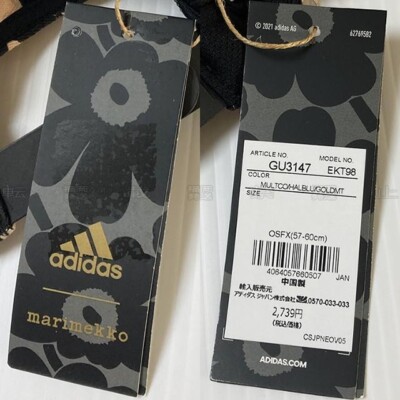 adidas
marimekko
© 2021 adidas AG
62769502
ARTICLE NO.
MODEL NO.
GU3147
EKT98
COLOR
MULTCO/HALBLU/GOLDMT
SIZE
OSFX(57-60cm)
4064057660507
JAN
中国製
輸入販売元
アディダス ジャパン株式会社 0570-033-033
2,739円
(税込価格)
CSJPNEOV05
ADIDAS.COM